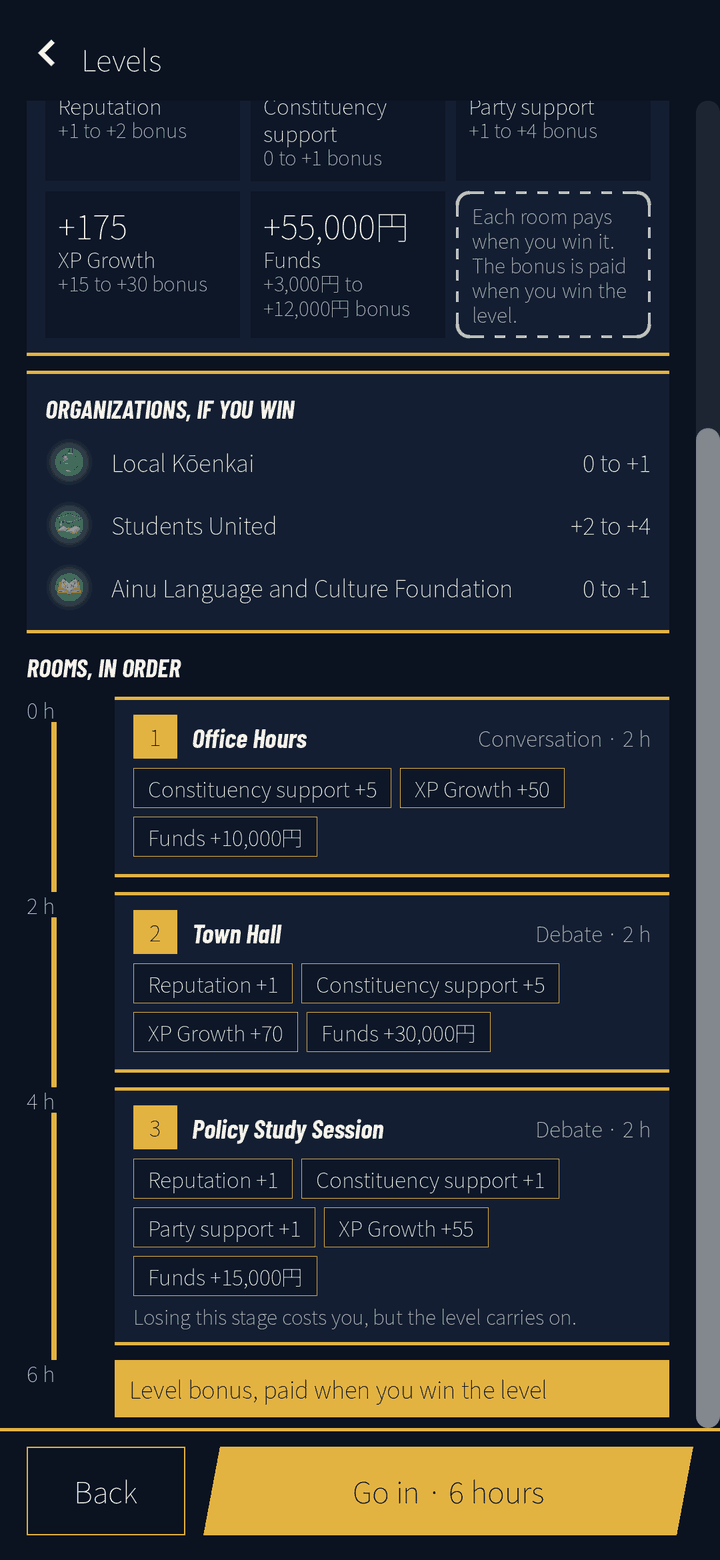 Levels
Reputation
+1 to +2 bonus
Constituency
support
0 to +1 bonus
Party support
+1 to +4 bonus
+175
XP Growth
+15 to +30 bonus
+55,000円
Funds
+3,000円 to
+12,000円 bonus
Each room pays
when you win it.
The bonus is paid
when you win the
level.
ORGANIZATIONS, IF YOU WIN
Local Kōenkai
0 to +1
Students United
+2 to +4
Ainu Language and Culture Foundation
0 to +1
ROOMS, IN ORDER
0 h
1
Office Hours
Conversation · 2 h
Constituency support +5
XP Growth +50
Funds +10,000円
2 h
2
Town Hall
Debate · 2 h
Reputation +1
Constituency support +5
XP Growth +70
Funds +30,000円
4 h
3
Policy Study Session
Debate · 2 h
Reputation +1
Constituency support +1
Party support +1
XP Growth +55
Funds +15,000円
Losing this stage costs you, but the level carries on.
6 h
Level bonus, paid when you win the level
Back
Go in · 6 hours